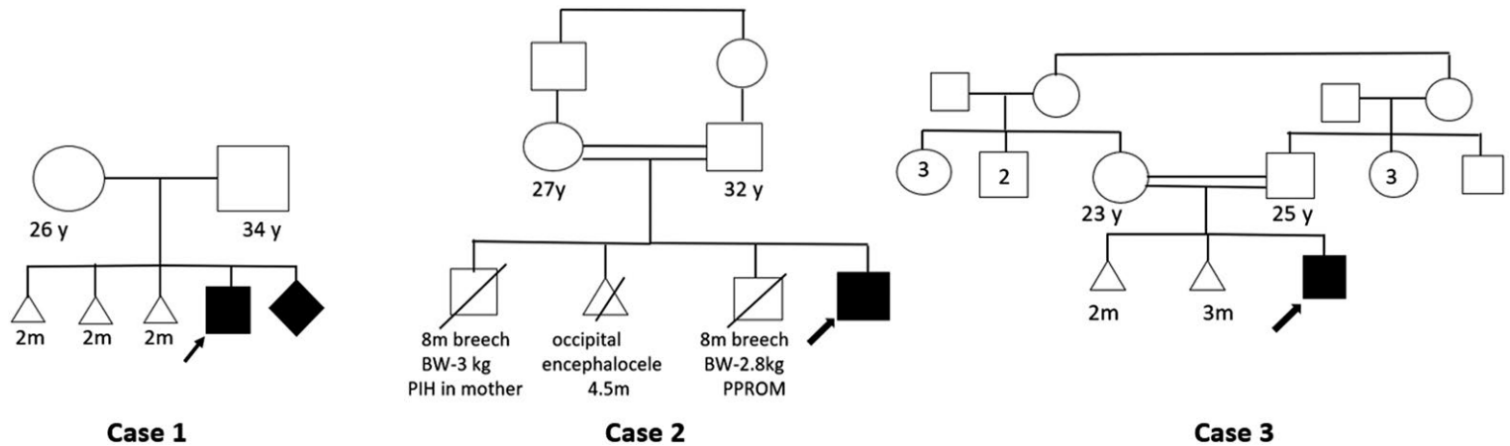 26 y
34 y
2m
2m
2m
Case 1
27y
32 y
8m breech
BW-3 kg
PIH in mother
occipital
encephalocele
4.5m
8m breech
BW-2.8kg
PPROM
Case 2
3
2
3
23 y
25 y
2m
3m
Case 3